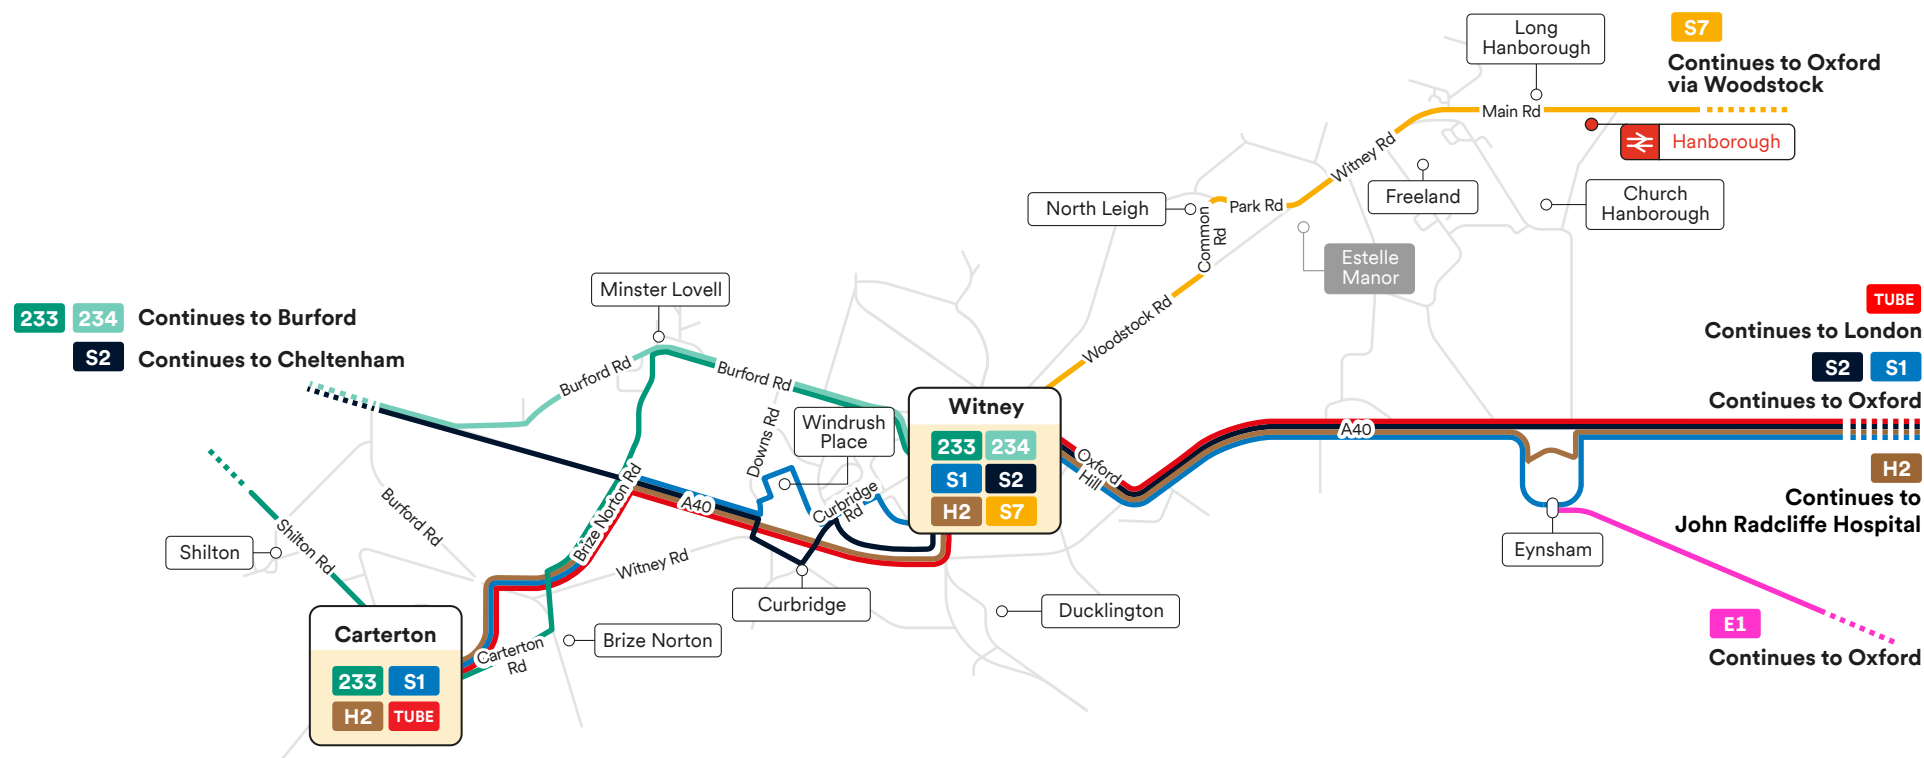 Long
Hanborough
S7
Continues to Oxford
via Woodstock
Main Rd
Hanborough
Witney Rd
Freeland
Church
Hanborough
North Leigh
Park Rd
Common
Rd
Estelle
Manor
Woodstock Rd
Minster Lovell
233 234 Continues to Burford
S2 Continues to Cheltenham
TUBE
Continues to London
S2 S1
Continues to Oxford
Burford Rd
Burford Rd
Downs Rd
Windrush
Place
Witney
233 234
S1 S2
H2 S7
Oxford
Hill
A40
H2
Continues to
John Radcliffe Hospital
Brize Norton Rd
A40
Curbridge
Rd
Burford Rd
Shilton
Shilton Rd
Witney Rd
Eynsham
Curbridge
Ducklington
E1
Continues to Oxford
Carterton
233 S1
H2 TUBE
Carterton
Rd
Brize Norton